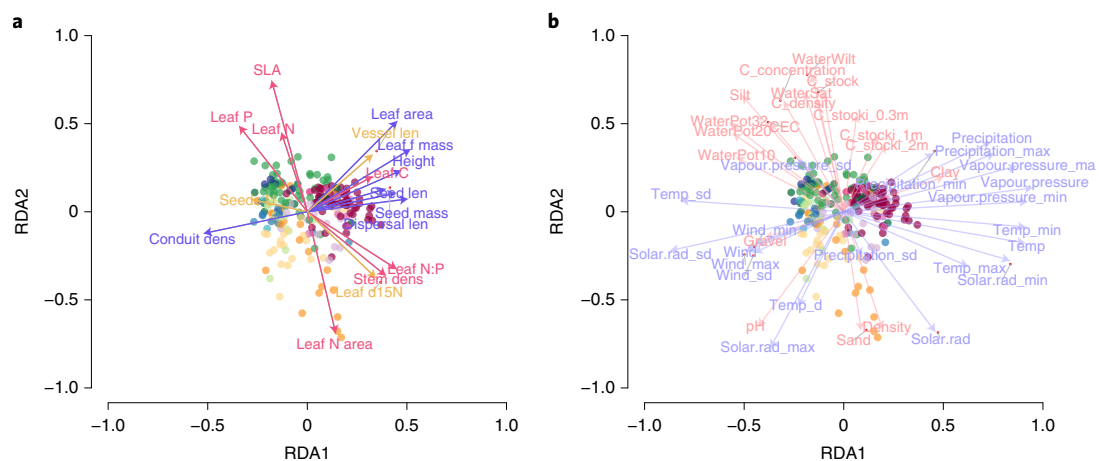 a
1.0
0.5
0
−0.5
−1.0
RDA2
SLA
Leaf P
Leaf N
Leaf area
Vessel len
Leaf f mass
Height
Leaf C
Seed len
Seed mass
Dispersal len
Conduit dens
Leaf N:P
Stem dens
Leaf d15N
Leaf N area
−1.0 −0.5 0 0.5 1.0
RDA1
b
1.0
0.5
0
−0.5
−1.0
RDA2
WaterWilt
C_concentration
C_stock
Silt
WaterSat
C_density
C_stocki_0.3m
WaterPot32
CEC
WaterPot20
C_stocki_1m
C_stocki_2m
Precipitation
Precipitation_max
WaterPot10
Vapour.pressure_sd
Vapour.pressure_ma
Clay
Precipitation_min
Vapour.pressure
Temp_sd
Vapour.pressure_min
Wind_min
Temp_min
Gravel
Temp
Solar.rad_sd
Wind
Precipitation_sd
Wind_max
Temp_max
Wind_sd
Solar.rad_min
Temp_d
pH
Density
Sand
Solar.rad
Solar.rad_max
−1.0 −0.5 0 0.5 1.0
RDA1